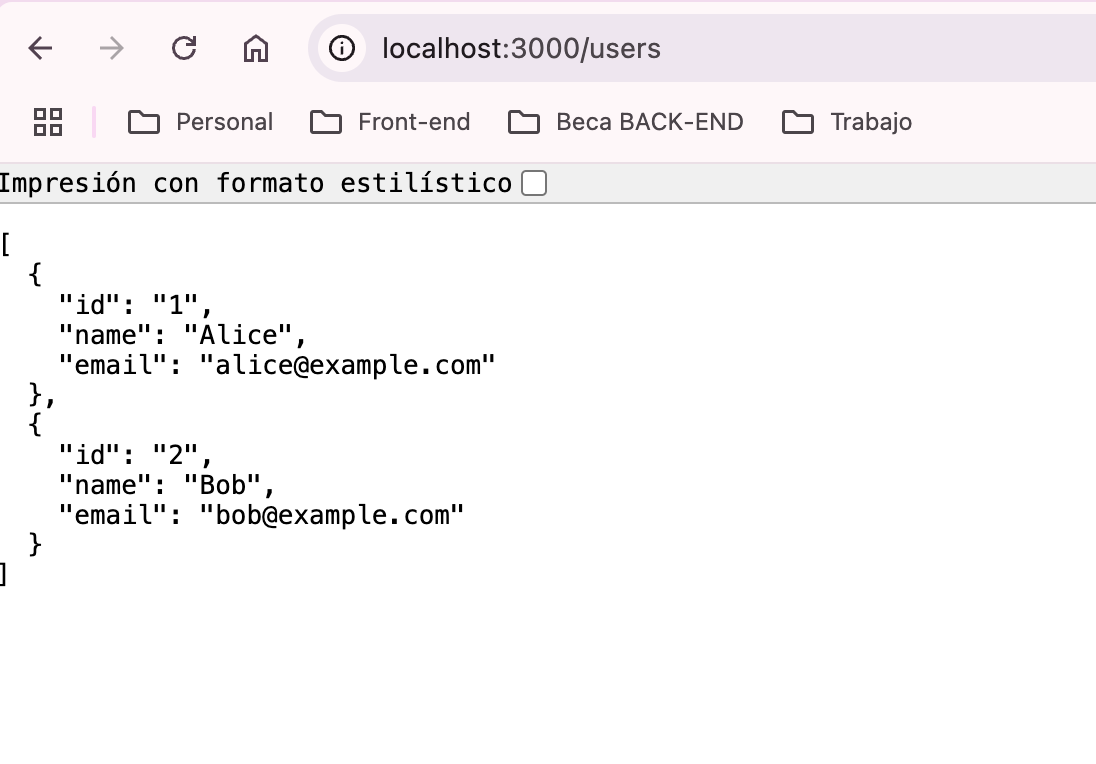 localhost:3000/users
Personal Front-end Beca BACK-END Trabajo
Impresión con formato estilístico
[
  {
    "id": "1",
    "name": "Alice",
    "email": "alice@example.com"
  },
  {
    "id": "2",
    "name": "Bob",
    "email": "bob@example.com"
  }
]